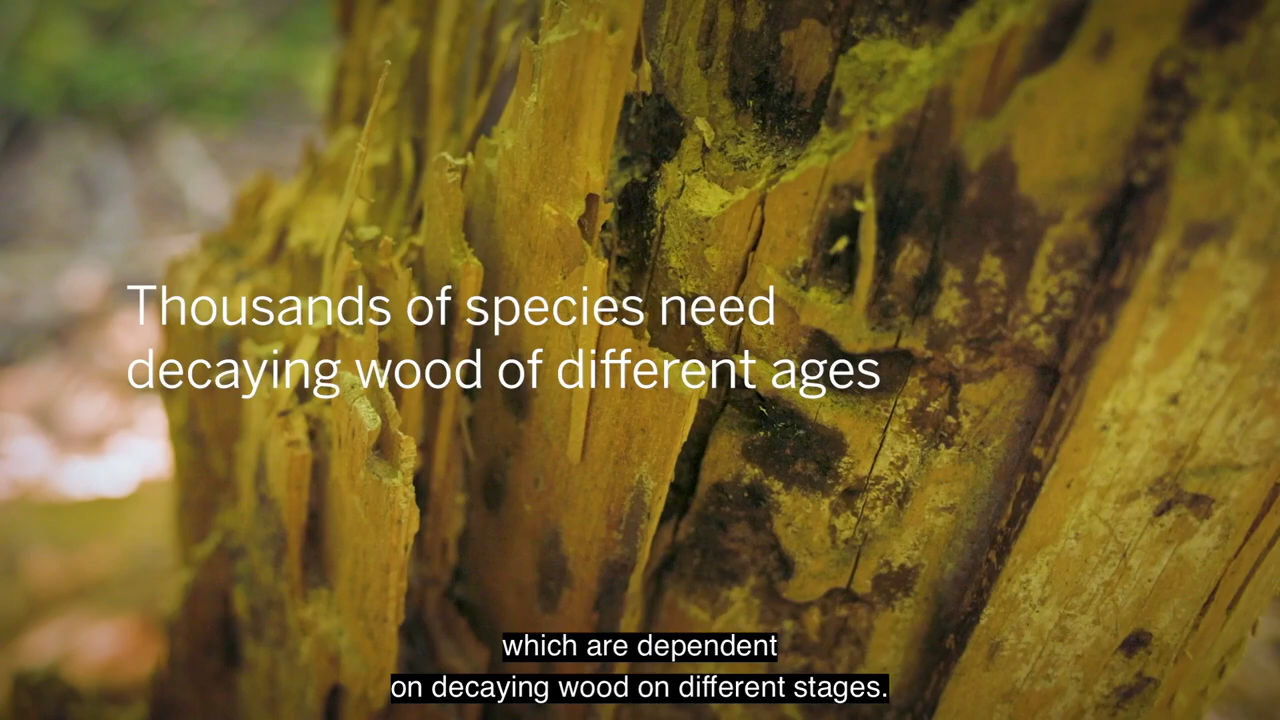 Thousands of species need
decaying wood of different ages
which are dependent
on decaying wood on different stages.